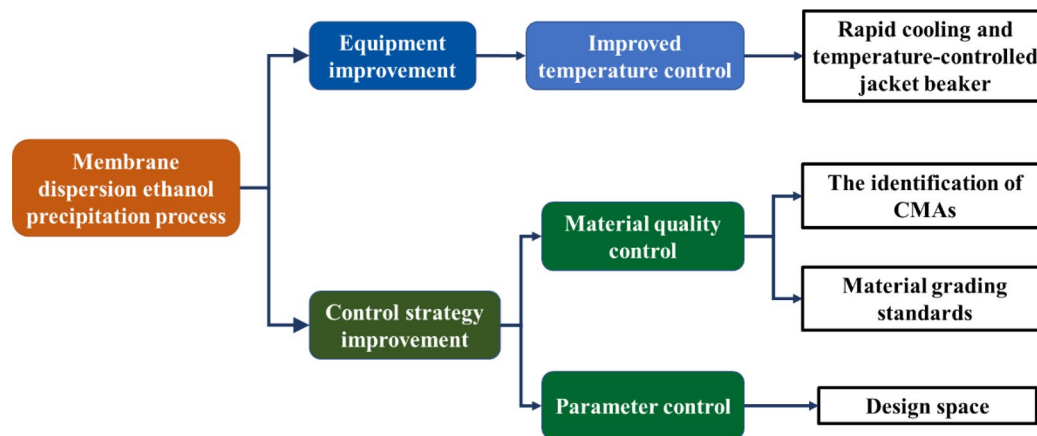 Equipment
improvement
Improved
temperature control
Rapid cooling and
temperature-controlled
jacket beaker
Membrane
dispersion ethanol
precipitation process
The identification of
CMAs
Material quality
control
Material grading
standards
Control strategy
improvement
Parameter control
Design space